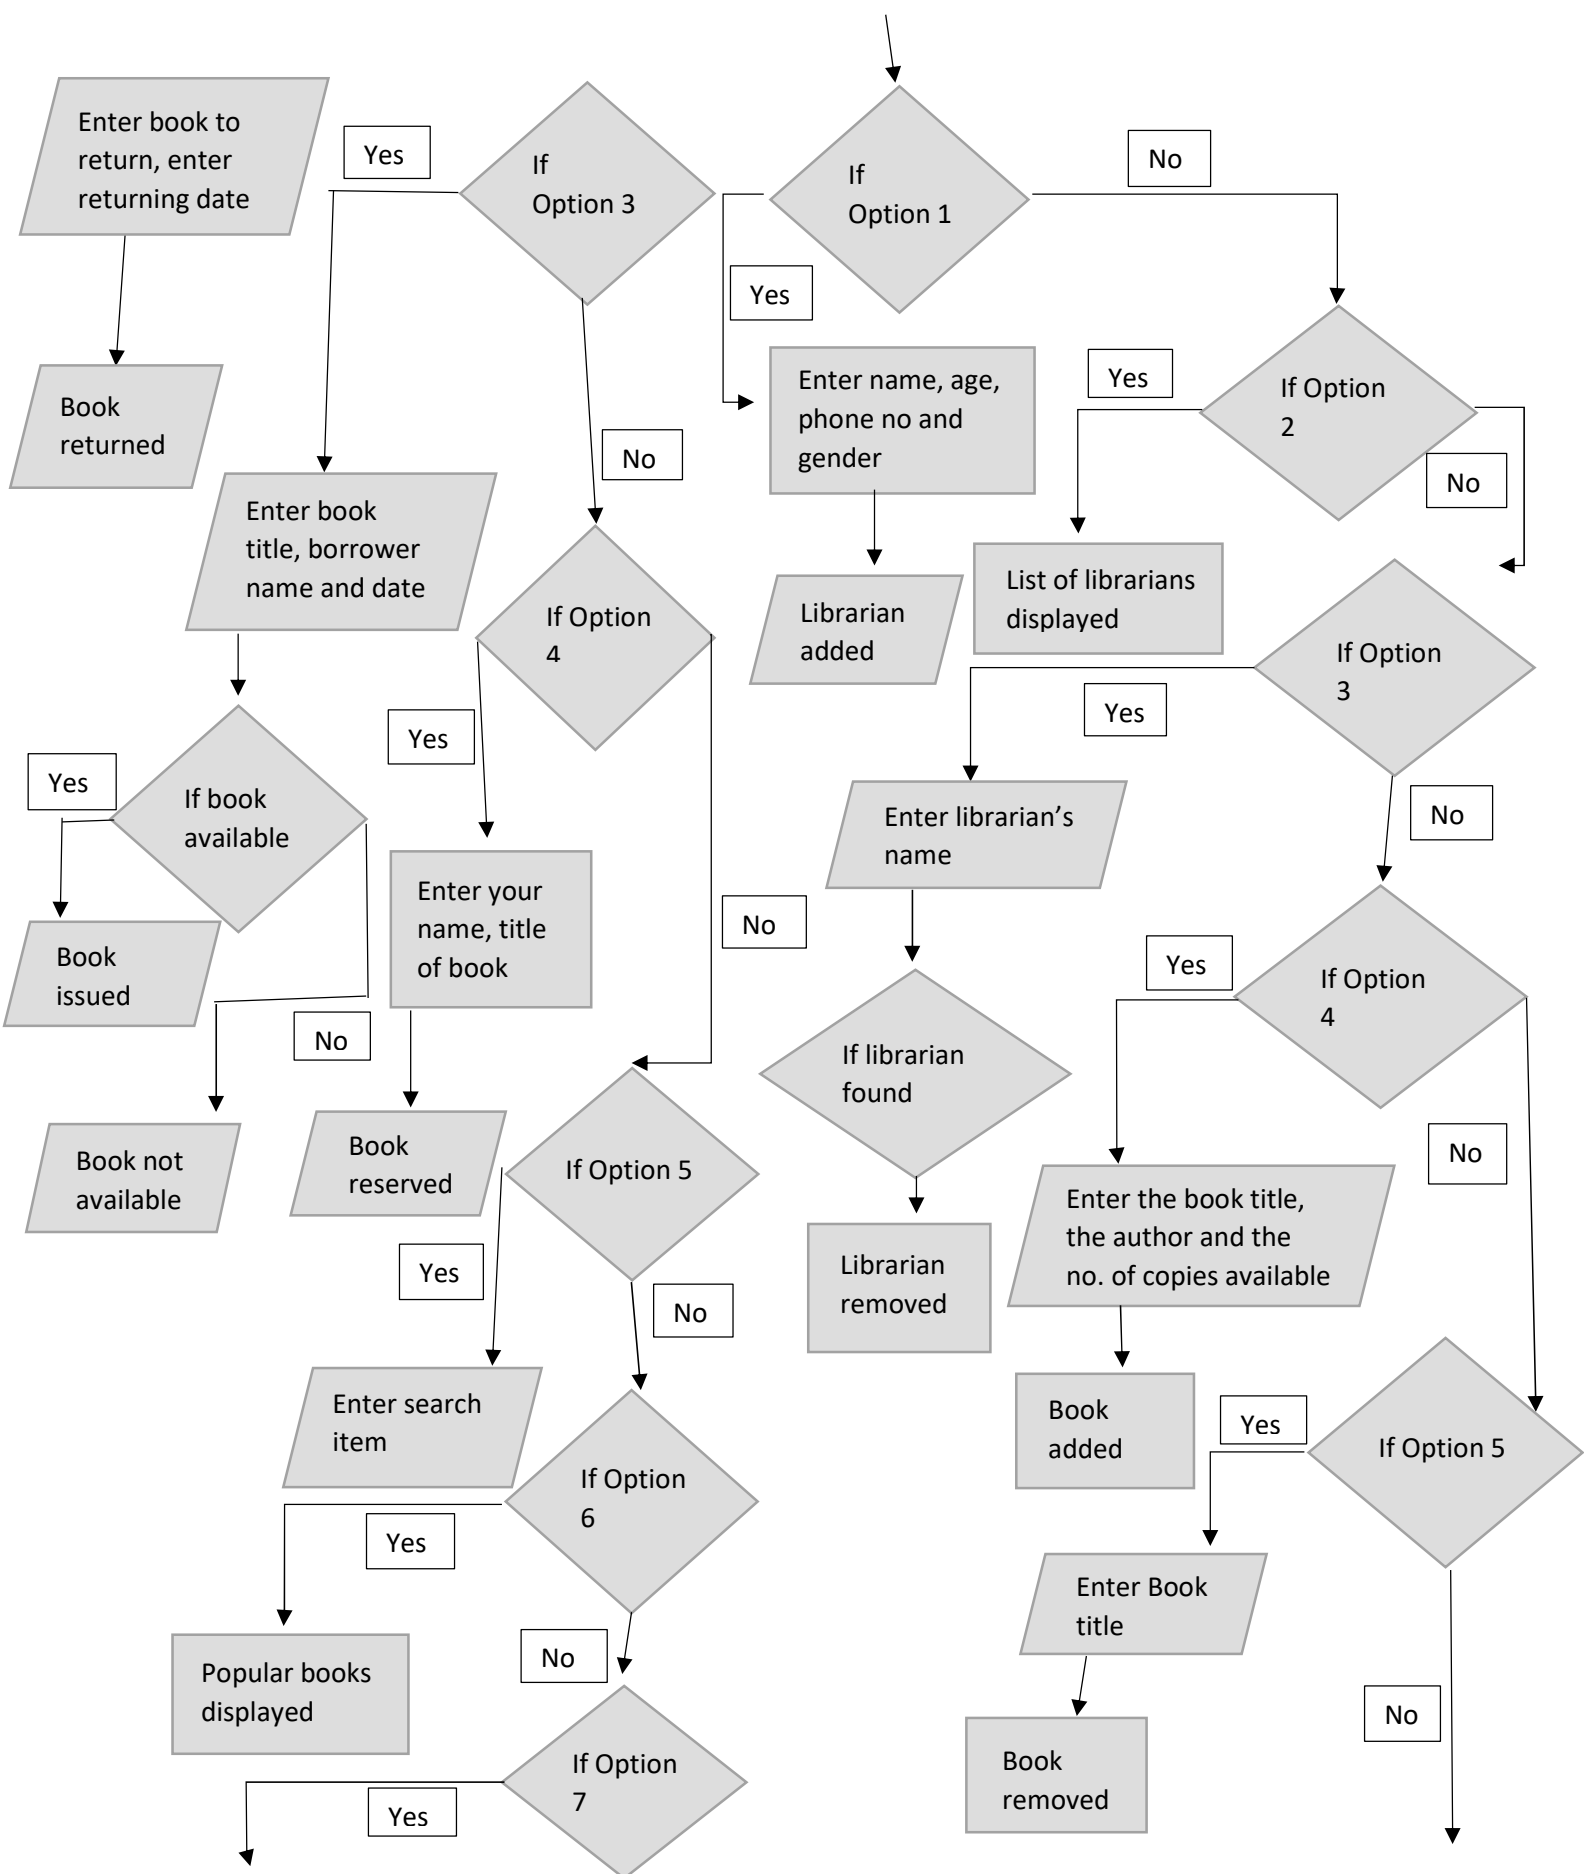 Enter book to
return, enter
returning date
Yes
If
Option 3
If
Option 1
No
Yes
Book
returned
No
Enter name, age,
phone no and
gender
Yes
If Option
2
No
Enter book
title, borrower
name and date
If Option
4
Librarian
added
List of librarians
displayed
If Option
3
Yes
Yes
Yes
If book
available
Enter librarian’s
name
No
Enter your
name, title
of book
No
Book
issued
Yes
If Option
4
No
If librarian
found
Book not
available
Book
reserved
If Option 5
No
Enter the book title,
the author and the
no. of copies available
Yes
No
Librarian
removed
Enter search
item
Book
added
Yes
If Option 5
If Option
6
Yes
Enter Book
title
Popular books
displayed
No
No
If Option
7
Book
removed
Yes